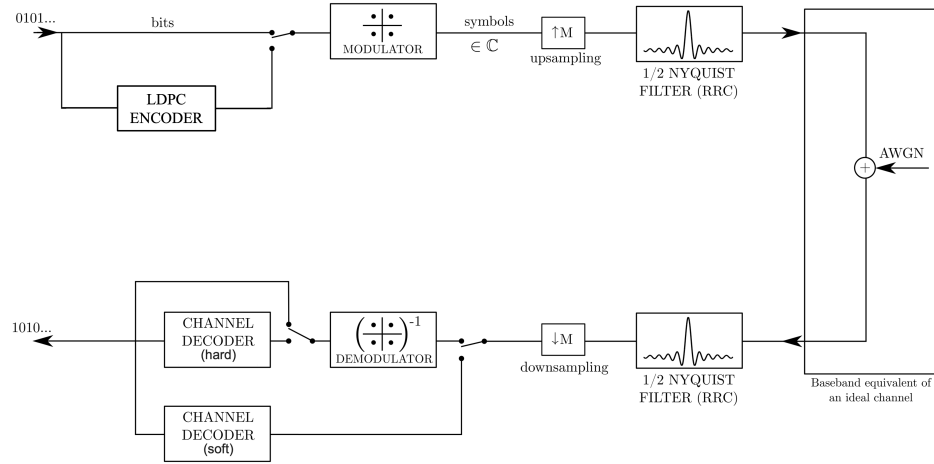 0101...
bits
MODULATOR
symbols
∈ ℂ
↑M
upsampling
1/2 NYQUIST
FILTER (RRC)
LDPC
ENCODER
+
AWGN
1010...
CHANNEL
DECODER
(hard)
( )-1
DEMODULATOR
↓M
downsampling
1/2 NYQUIST
FILTER (RRC)
Baseband equivalent of
an ideal channel
CHANNEL
DECODER
(soft)